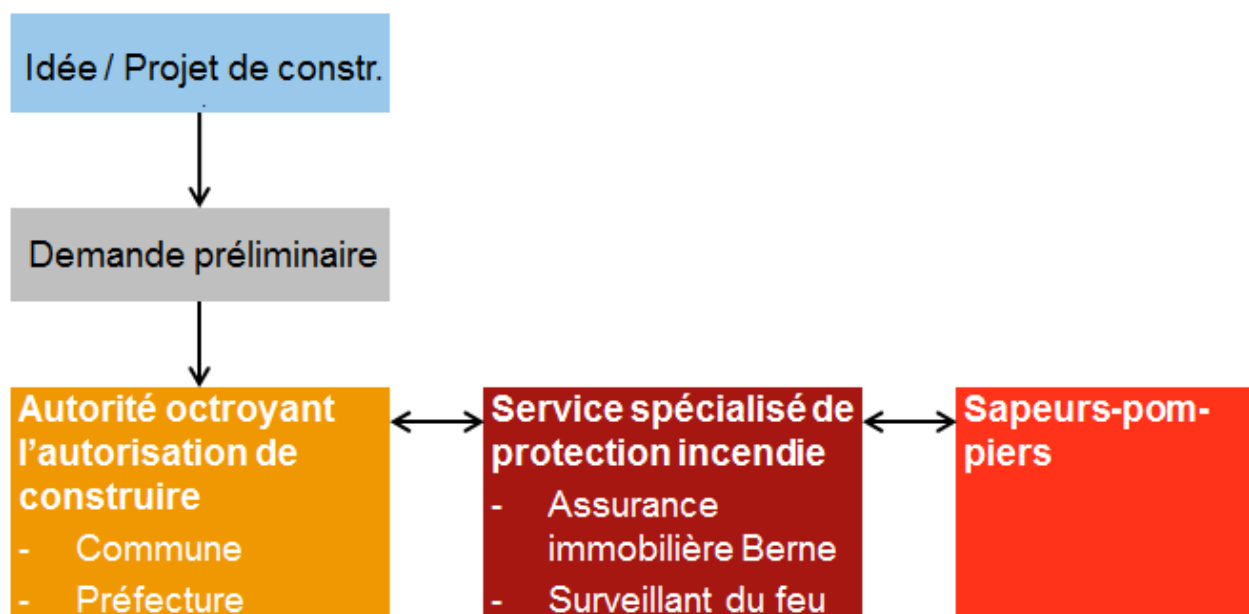 Idée / Projet de constr.
Demande préliminaire
Autorité octroyant
l'autorisation de
construire
- Commune
- Préfecture
Service spécialisé de
protection incendie
- Assurance
immobilière Berne
- Surveillant du feu
Sapeurs-pom-
piers